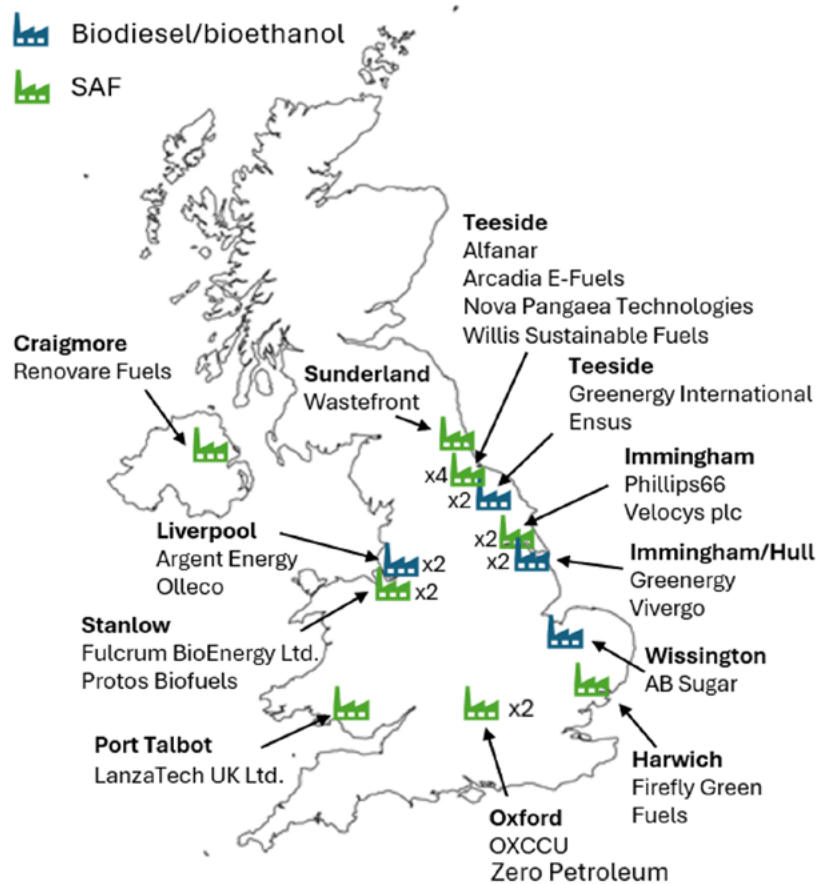 Biodiesel/bioethanol
SAF
Teeside
Alfanar
Arcadia E-Fuels
Nova Pangaea Technologies
Willis Sustainable Fuels
Craigmore
Renovare Fuels
Sunderland
Wastefront
Teeside
Greenergy International
Ensus
x4
x2
Immingham
Phillips66
Velocys plc
x2
x2
Immingham/Hull
Greenergy
Vivergo
Liverpool
Argent Energy
Olleco
x2
x2
Stanlow
Fulcrum BioEnergy Ltd.
Protos Biofuels
Wissington
AB Sugar
Port Talbot
LanzaTech UK Ltd.
x2
Oxford
OXCCU
Zero Petroleum
Harwich
Firefly Green
Fuels